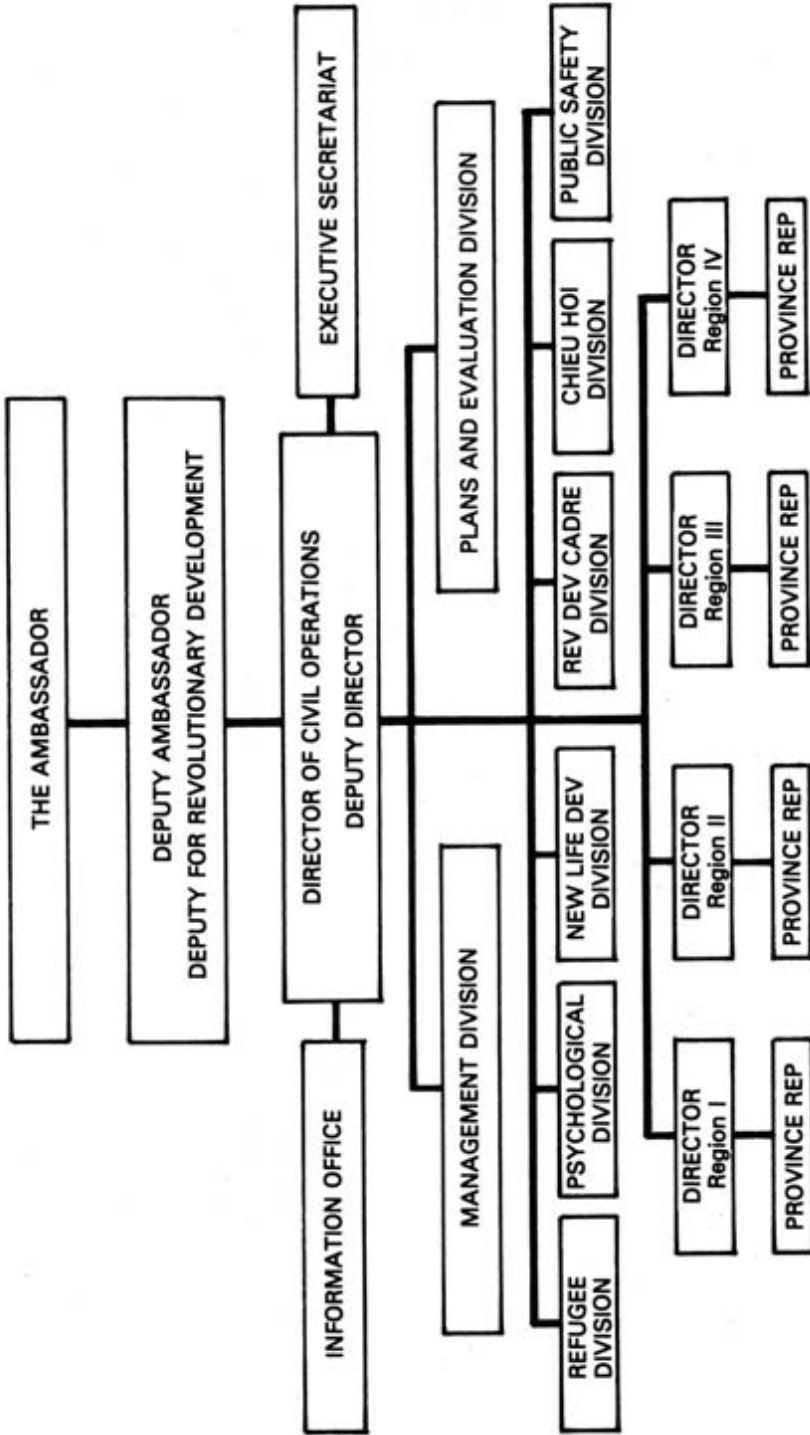 THE AMBASSADOR
DEPUTY AMBASSADOR
DEPUTY FOR REVOLUTIONARY DEVELOPMENT
INFORMATION OFFICE
DIRECTOR OF CIVIL OPERATIONS
DEPUTY DIRECTOR
EXECUTIVE SECRETARIAT
MANAGEMENT DIVISION
PLANS AND EVALUATION DIVISION
REFUGEE
DIVISION
PSYCHOLOGICAL
DIVISION
NEW LIFE DEV
DIVISION
REV DEV CADRE
DIVISION
CHIEU HOI
DIVISION
PUBLIC SAFETY
DIVISION
DIRECTOR
Region I
DIRECTOR
Region II
DIRECTOR
Region III
DIRECTOR
Region IV
PROVINCE REP
PROVINCE REP
PROVINCE REP
PROVINCE REP